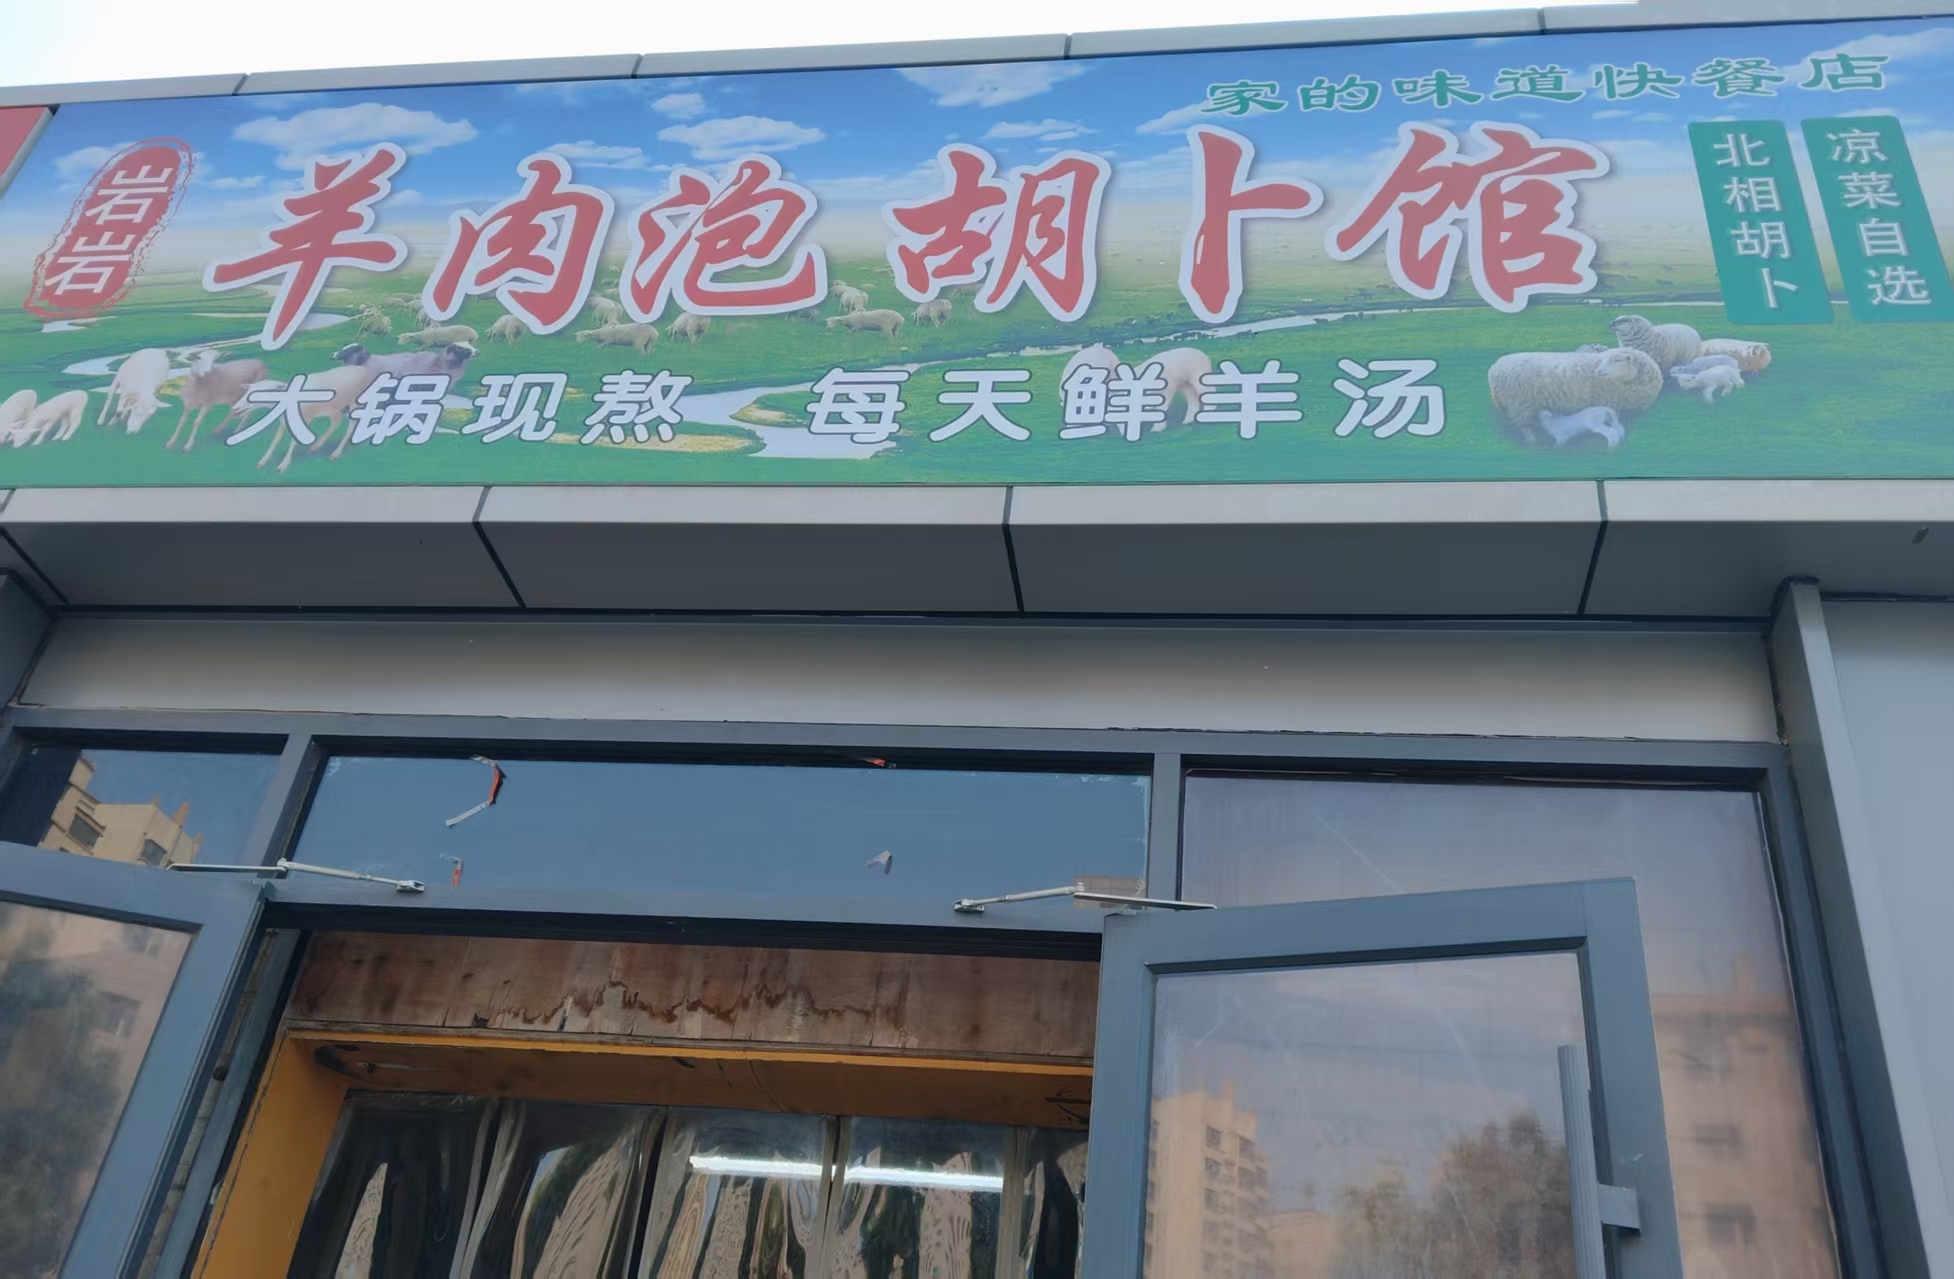 家的味道快餐店
岩岩
羊肉泡胡卜馆
北相胡卜
凉菜自选
大锅现熬 每天鲜羊汤